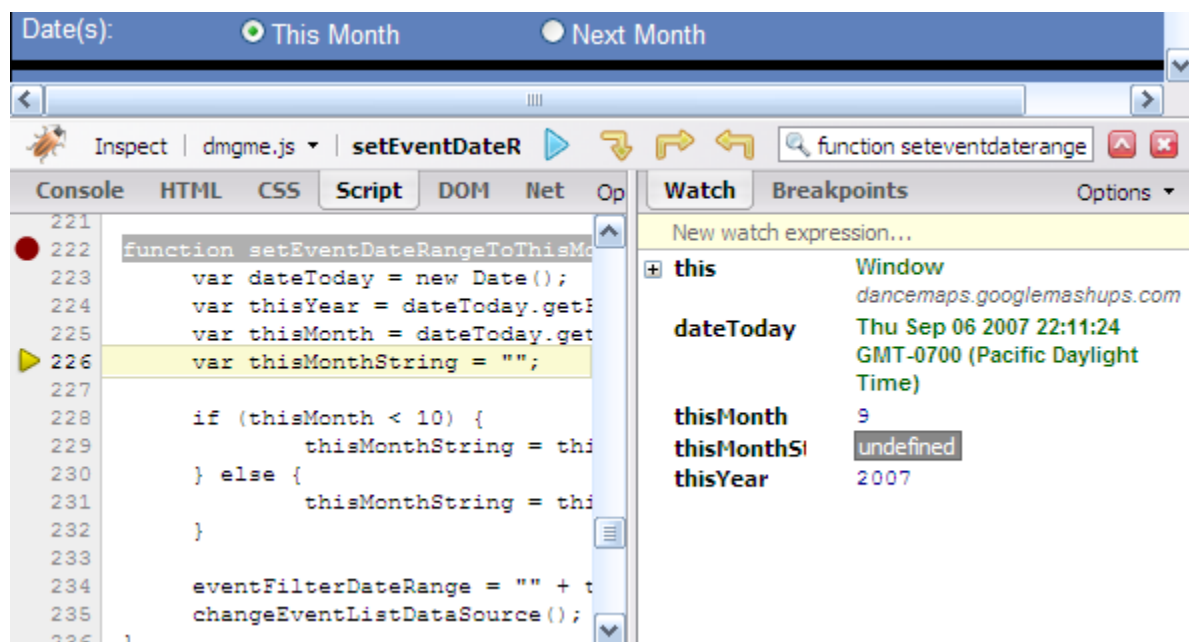 Date(s): This Month Next Month
Inspect dmgme.js setEventDateR function seteventdaterange
Console HTML CSS Script DOM Net Op
Watch Breakpoints Options
New watch expression...
221
222 function setEventDateRangeToThisMo
223 var dateToday = new Date();
224 var thisYear = dateToday.getF
225 var thisMonth = dateToday.get
226 var thisMonthString = "";
227
228 if (thisMonth < 10) {
229 thisMonthString = thi
230 } else {
231 thisMonthString = thi
232 }
233
234 eventFilterDateRange = "" + t
235 changeEventListDataSource();
236 }
this Window
dancemaps.googlemashups.com
dateToday Thu Sep 06 2007 22:11:24
GMT-0700 (Pacific Daylight
Time)
thisMonth 9
thisMonthSt undefined
thisYear 2007